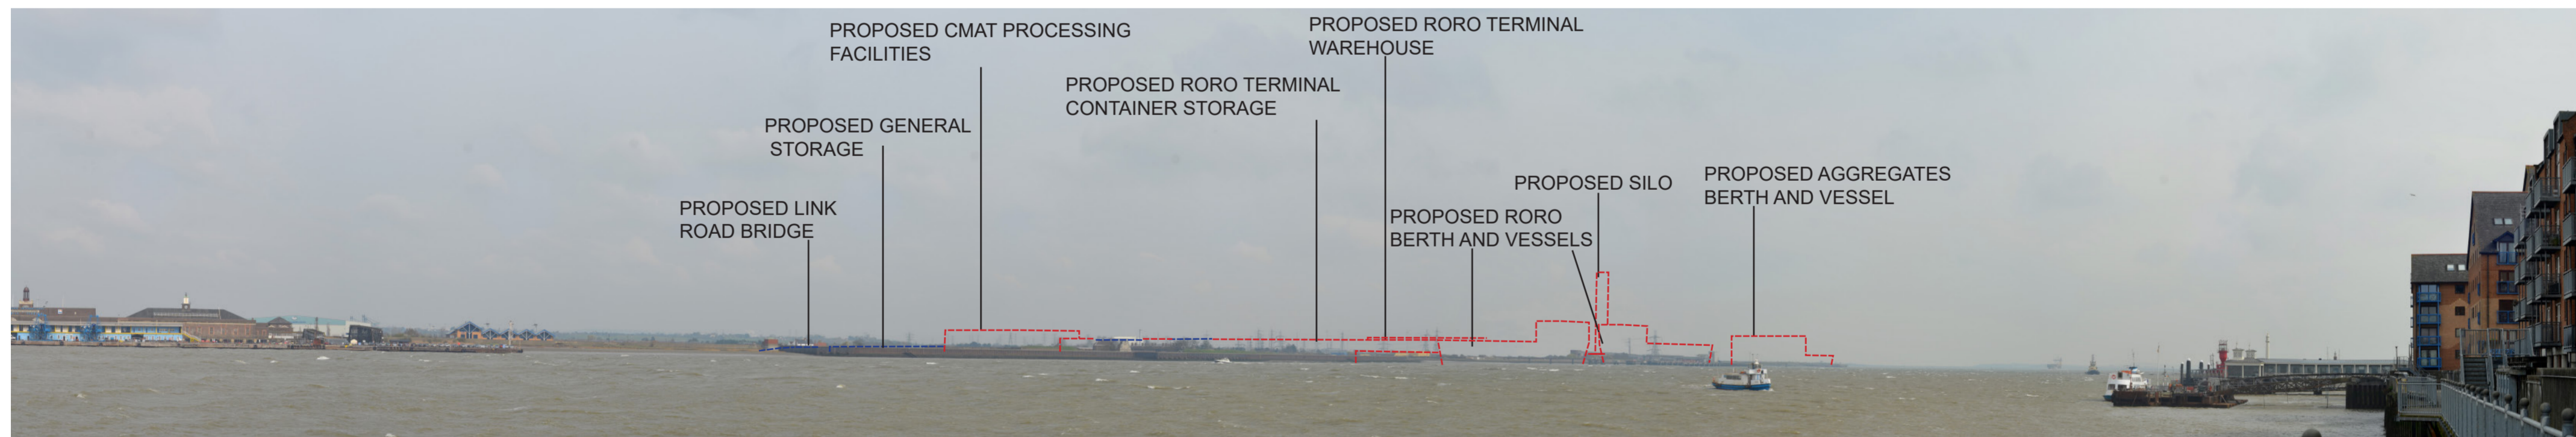 PROPOSED CMAT PROCESSING
FACILITIES
PROPOSED RORO TERMINAL
WAREHOUSE
PROPOSED RORO TERMINAL
CONTAINER STORAGE
PROPOSED GENERAL
STORAGE
PROPOSED LINK
ROAD BRIDGE
PROPOSED SILO
PROPOSED RORO
BERTH AND VESSELS
PROPOSED AGGREGATES
BERTH AND VESSEL